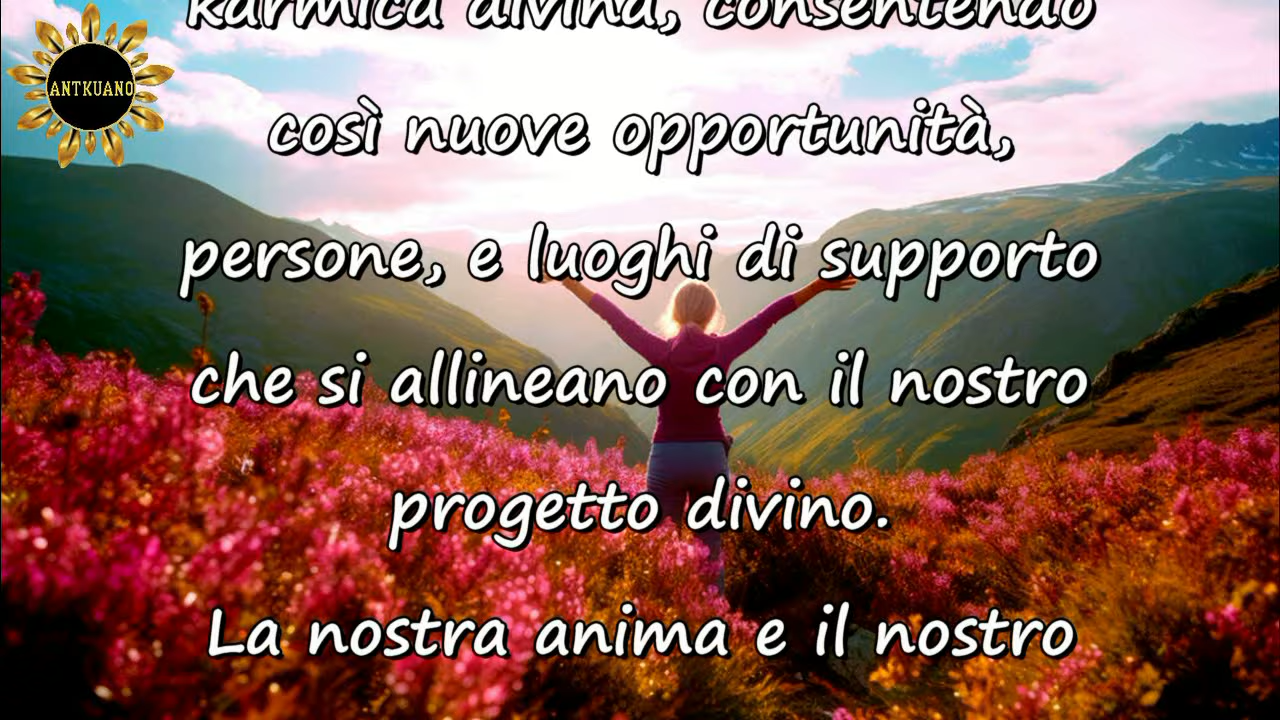 ANTKUANO
karmica divina, consentendo
così nuove opportunità,
persone, e luoghi di supporto
che si allineano con il nostro
progetto divino.
La nostra anima e il nostro